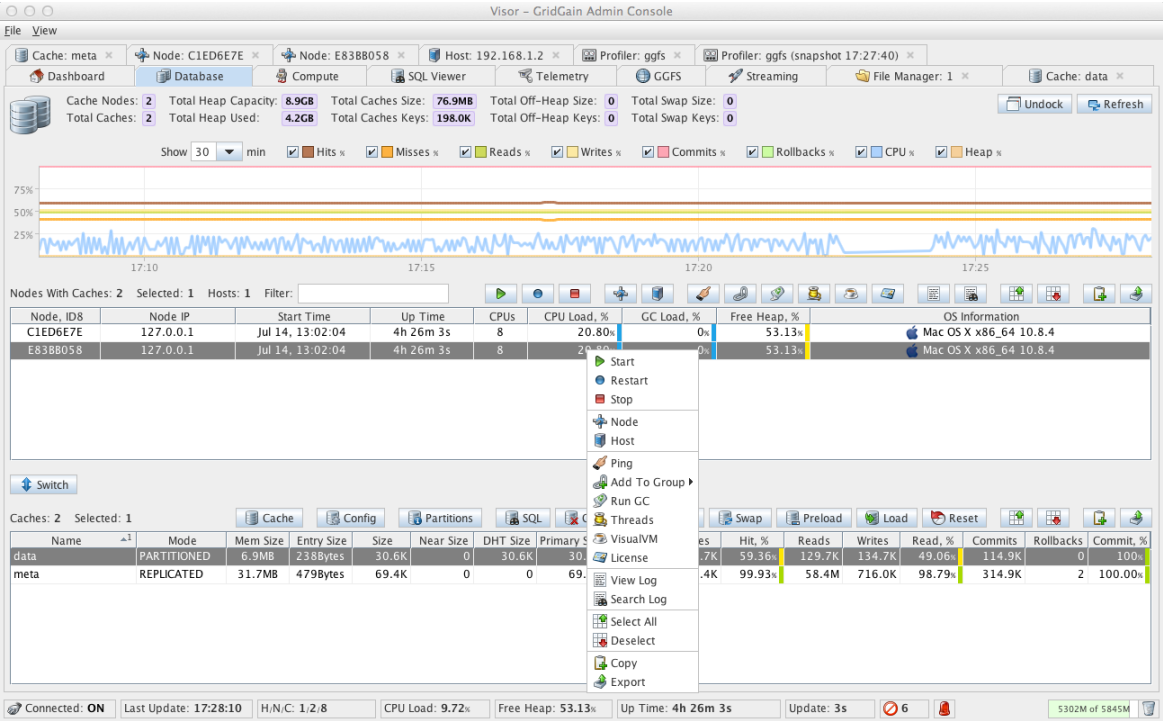 Visor – GridGain Admin Console
File View
Cache: meta Node: C1ED6E7E Node: E83BB058 Host: 192.168.1.2 Profiler: ggfs Profiler: ggfs (snapshot 17:27:40)
Dashboard Database Compute SQL Viewer Telemetry GGFS Streaming File Manager: 1 Cache: data
Cache Nodes: 2 Total Heap Capacity: 8.9GB Total Caches Size: 76.9MB Total Off-Heap Size: 0 Total Swap Size: 0
Total Caches: 2 Total Heap Used: 4.2GB Total Caches Keys: 198.0K Total Off-Heap Keys: 0 Total Swap Keys: 0
Undock Refresh
Show 30 min Hits % Misses % Reads % Writes % Commits % Rollbacks % CPU % Heap %
75%
50%
25%
17:10 17:15 17:20 17:25
Nodes With Caches: 2 Selected: 1 Hosts: 1 Filter:
Node, ID8 Node IP Start Time Up Time CPUs CPU Load, % GC Load, % Free Heap, % OS Information
C1ED6E7E 127.0.0.1 Jul 14, 13:02:04 4h 26m 3s 8 20.80% 0% 53.13% Mac OS X x86_64 10.8.4
E83BB058 127.0.0.1 Jul 14, 13:02:04 4h 26m 3s 8 20.80 0% 53.13% Mac OS X x86_64 10.8.4
Start
Restart
Stop
Node
Host
Ping
Add To Group
Run GC
Threads
VisualVM
License
View Log
Search Log
Select All
Deselect
Copy
Export
Switch
Caches: 2 Selected: 1 Cache Config Partitions SQL Swap Preload Load Reset
Name 1 Mode Mem Size Entry Size Size Near Size DHT Size Primary S es Hit, % Reads Writes Read, % Commits Rollbacks Commit, %
data PARTITIONED 6.9MB 238Bytes 30.6K 0 30.6K 30. .7K 59.36% 129.7K 134.7K 49.06% 114.9K 0 100%
meta REPLICATED 31.7MB 479Bytes 69.4K 0 0 69. .4K 99.93% 58.4M 716.0K 98.79% 314.9K 2 100.00%
Connected: ON Last Update: 17:28:10 H/N/C: 1/2/8 CPU Load: 9.72% Free Heap: 53.13% Up Time: 4h 26m 3s Update: 3s 6 5302M of 5845M